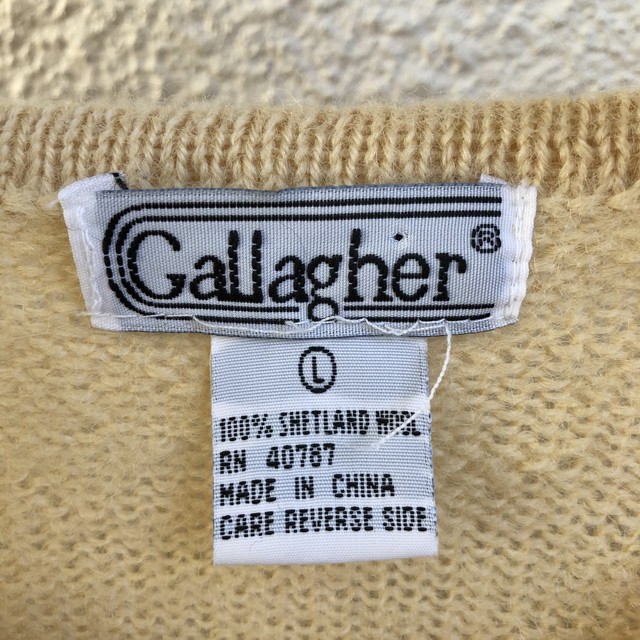 Gallagher®
L
100% SHETLAND WOOL
RN 40787
MADE IN CHINA
CARE REVERSE SIDE